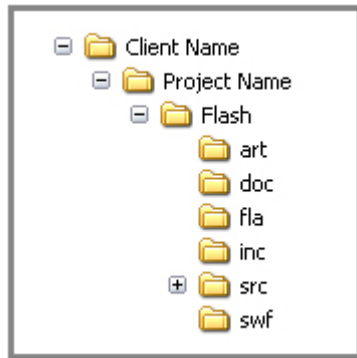 Client Name
Project Name
Flash
art
doc
fla
inc
src
swf